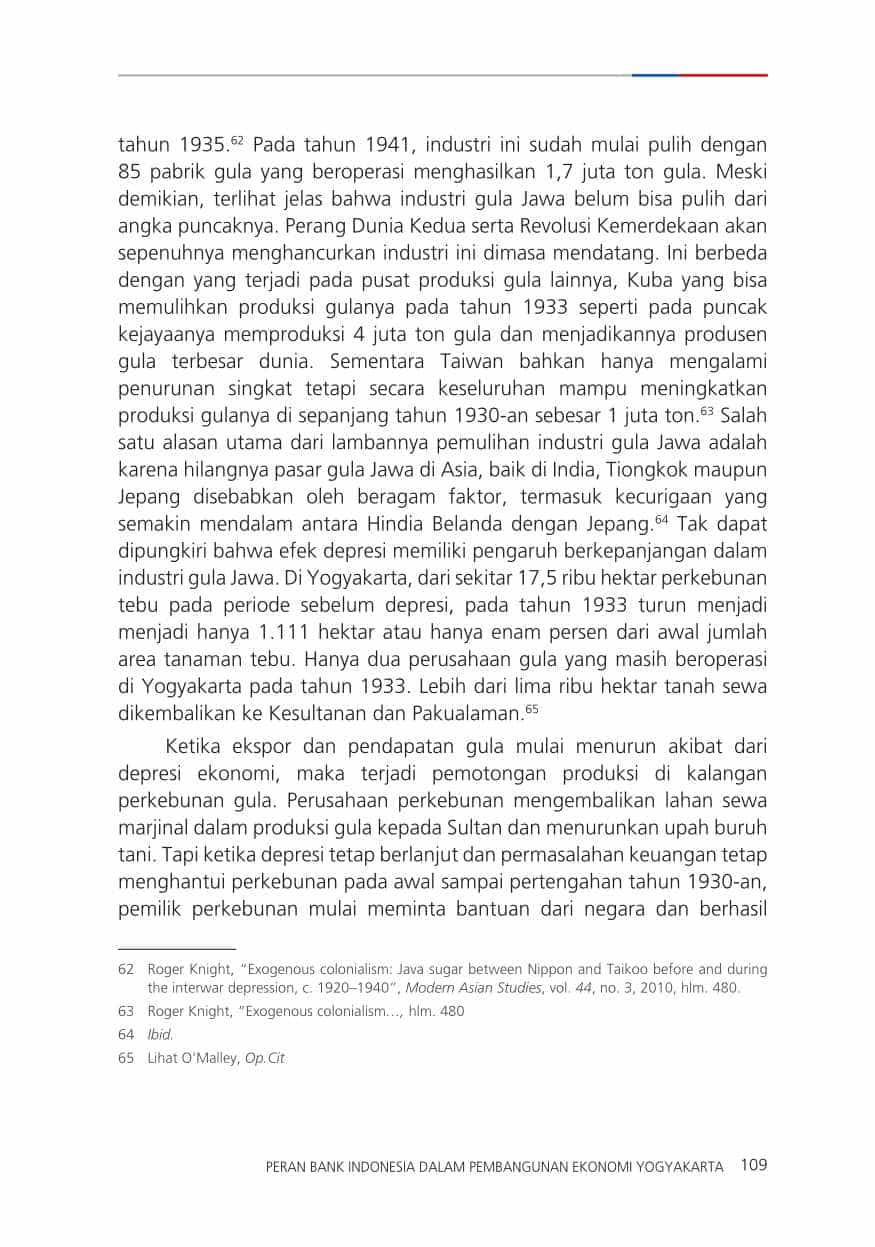 tahun 1935.62 Pada tahun 1941, industri ini sudah mulai pulih dengan
85 pabrik gula yang beroperasi menghasilkan 1,7 juta ton gula. Meski
demikian, terlihat jelas bahwa industri gula Jawa belum bisa pulih dari
angka puncaknya. Perang Dunia Kedua serta Revolusi Kemerdekaan akan
sepenuhnya menghancurkan industri ini dimasa mendatang. Ini berbeda
dengan yang terjadi pada pusat produksi gula lainnya, Kuba yang bisa
memulihkan produksi gulanya pada tahun 1933 seperti pada puncak
kejayaanya memproduksi 4 juta ton gula dan menjadikannya produsen
gula terbesar dunia. Sementara Taiwan bahkan hanya mengalami
penurunan singkat tetapi secara keseluruhan mampu meningkatkan
produksi gulanya di sepanjang tahun 1930-an sebesar 1 juta ton.63 Salah
satu alasan utama dari lambannya pemulihan industri gula Jawa adalah
karena hilangnya pasar gula Jawa di Asia, baik di India, Tiongkok maupun
Jepang disebabkan oleh beragam faktor, termasuk kecurigaan yang
semakin mendalam antara Hindia Belanda dengan Jepang.64 Tak dapat
dipungkiri bahwa efek depresi memiliki pengaruh berkepanjangan dalam
industri gula Jawa. Di Yogyakarta, dari sekitar 17,5 ribu hektar perkebunan
tebu pada periode sebelum depresi, pada tahun 1933 turun menjadi
menjadi hanya 1.111 hektar atau hanya enam persen dari awal jumlah
area tanaman tebu. Hanya dua perusahaan gula yang masih beroperasi
di Yogyakarta pada tahun 1933. Lebih dari lima ribu hektar tanah sewa
dikembalikan ke Kesultanan dan Pakualaman.65
Ketika ekspor dan pendapatan gula mulai menurun akibat dari
depresi ekonomi, maka terjadi pemotongan produksi di kalangan
perkebunan gula. Perusahaan perkebunan mengembalikan lahan sewa
marjinal dalam produksi gula kepada Sultan dan menurunkan upah buruh
tani. Tapi ketika depresi tetap berlanjut dan permasalahan keuangan tetap
menghantui perkebunan pada awal sampai pertengahan tahun 1930-an,
pemilik perkebunan mulai meminta bantuan dari negara dan berhasil
62 Roger Knight, “Exogenous colonialism: Java sugar between Nippon and Taikoo before and during
the interwar depression, c. 1920–1940”, Modern Asian Studies, vol. 44, no. 3, 2010, hlm. 480.
63 Roger Knight, “Exogenous colonialism…, hlm. 480
64 Ibid.
65 Lihat O’Malley, Op.Cit
PERAN BANK INDONESIA DALAM PEMBANGUNAN EKONOMI YOGYAKARTA 109